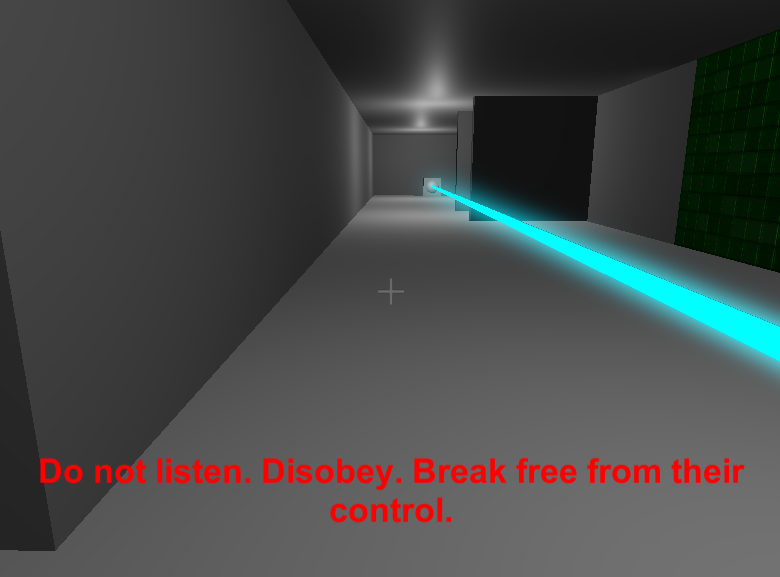 Do not listen. Disobey. Break free from their
control.